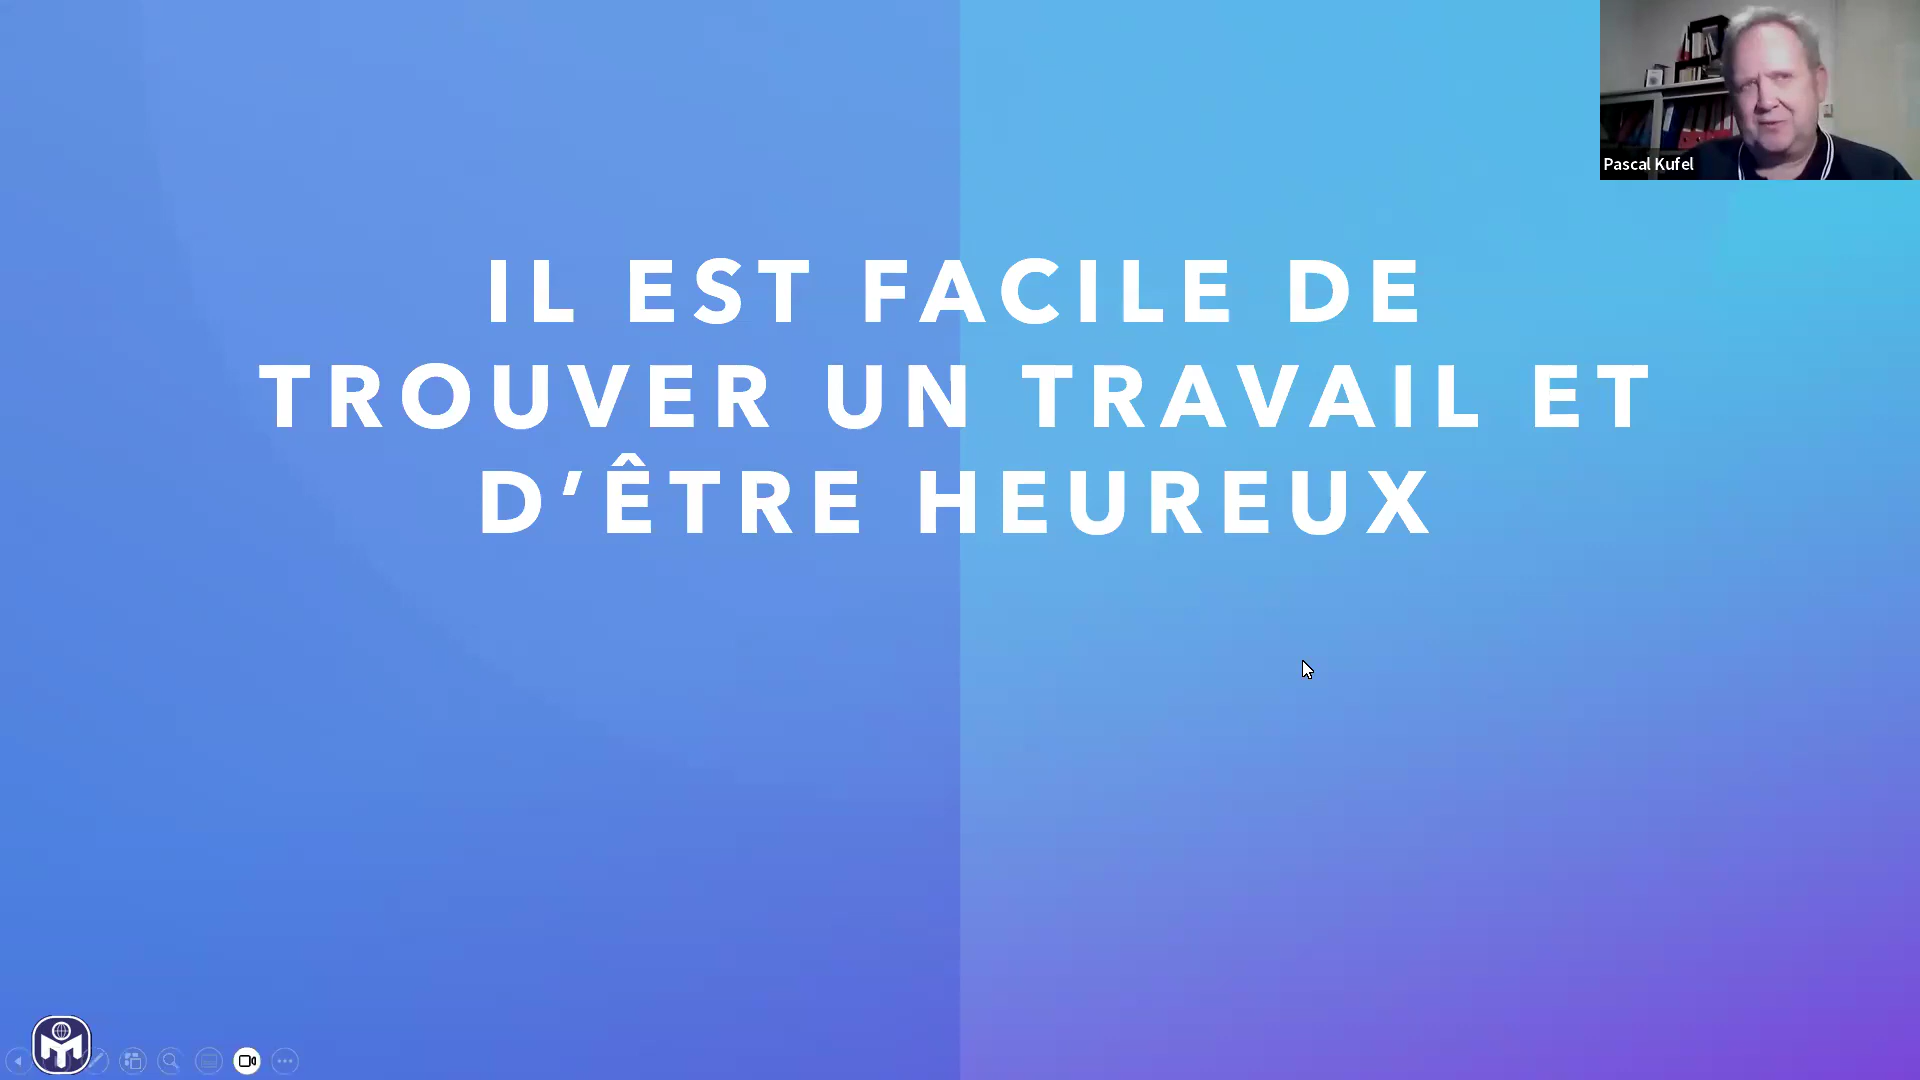 Pascal Kufel
IL EST FACILE DE
TROUVER UN TRAVAIL ET
D’ÊTRE HEUREUX